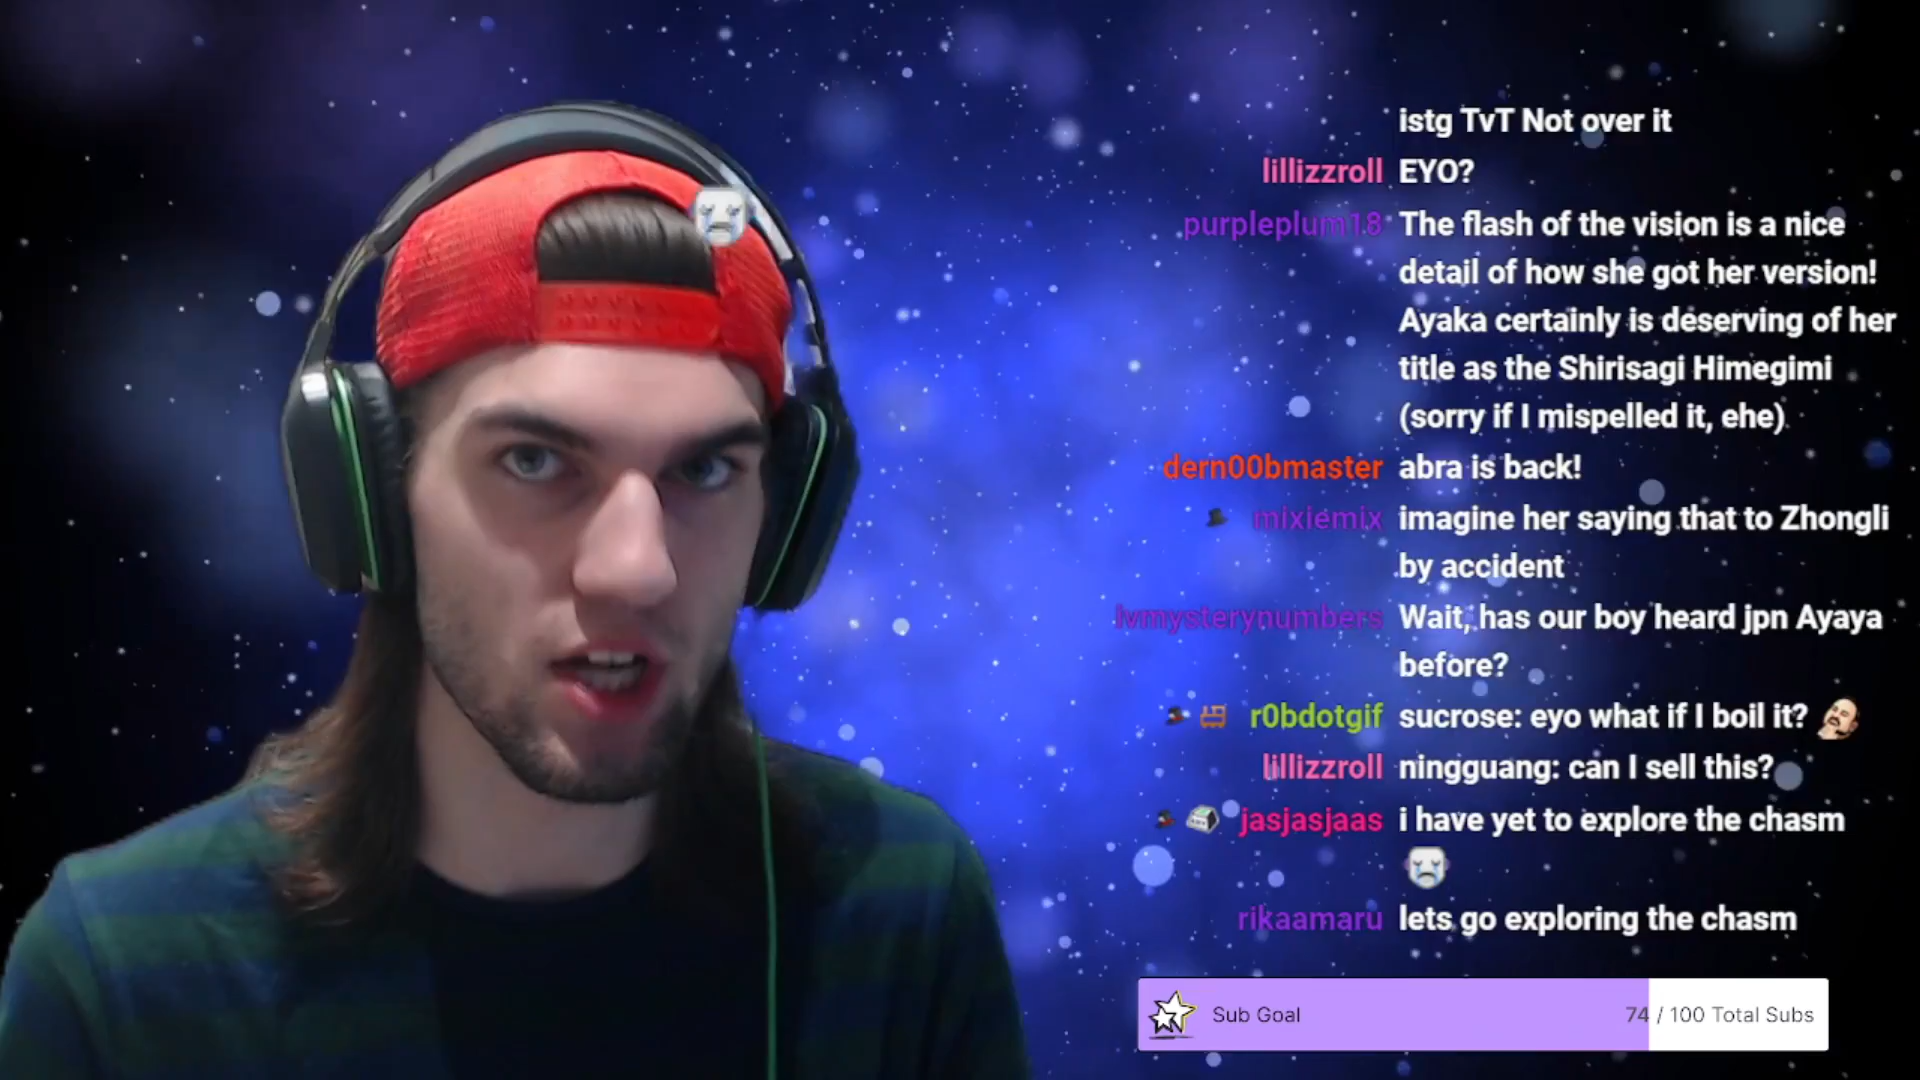 istg TvT Not over it
lillizzroll EYO?
purpleplum18 The flash of the vision is a nice
detail of how she got her version!
Ayaka certainly is deserving of her
title as the Shirisagi Himegimi
(sorry if I mispelled it, ehe)
dern00bmaster abra is back!
mixiemix imagine her saying that to Zhongli
by accident
lvmysterynumbers Wait, has our boy heard jpn Ayaya
before?
r0bdotgif sucrose: eyo what if I boil it?
lillizzroll ningguang: can I sell this?
jasjasjaas i have yet to explore the chasm
rikaamaru lets go exploring the chasm
Sub Goal 74 / 100 Total Subs